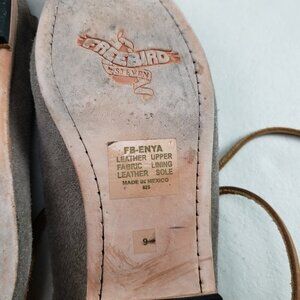 FREEBIRD
BY STEVEN
FB-ENYA
LEATHER UPPER
FABRIC LINING
LEATHER SOLE
MADE IN MEXICO
9